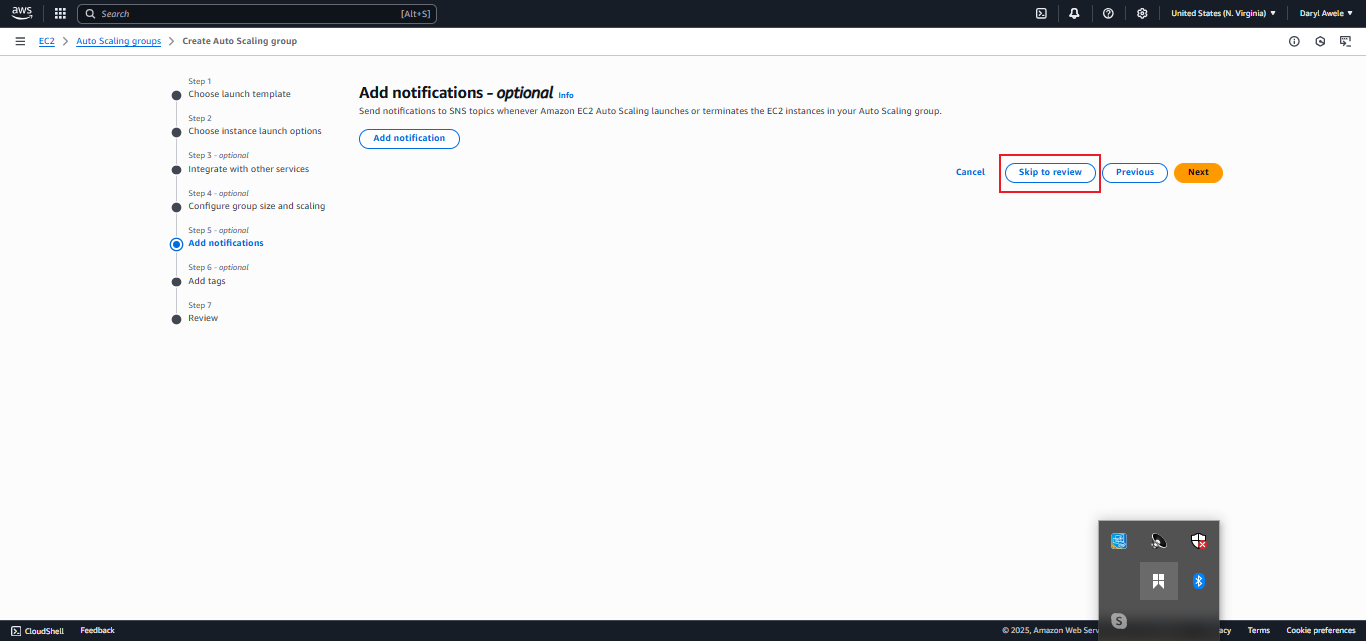 aws
Search [Alt+S]
United States (N. Virginia)
Daryl Awele
EC2
Auto Scaling groups
Create Auto Scaling group
Step 1
Choose launch template
Step 2
Choose instance launch options
Step 3 - optional
Integrate with other services
Step 4 - optional
Configure group size and scaling
Step 5 - optional
Add notifications
Step 6 - optional
Add tags
Step 7
Review
Add notifications - optional Info
Send notifications to SNS topics whenever Amazon EC2 Auto Scaling launches or terminates the EC2 instances in your Auto Scaling group.
Add notification
Cancel
Skip to review
Previous
Next
S
CloudShell
Feedback
© 2025, Amazon Web Serv
acy
Terms
Cookie preferences